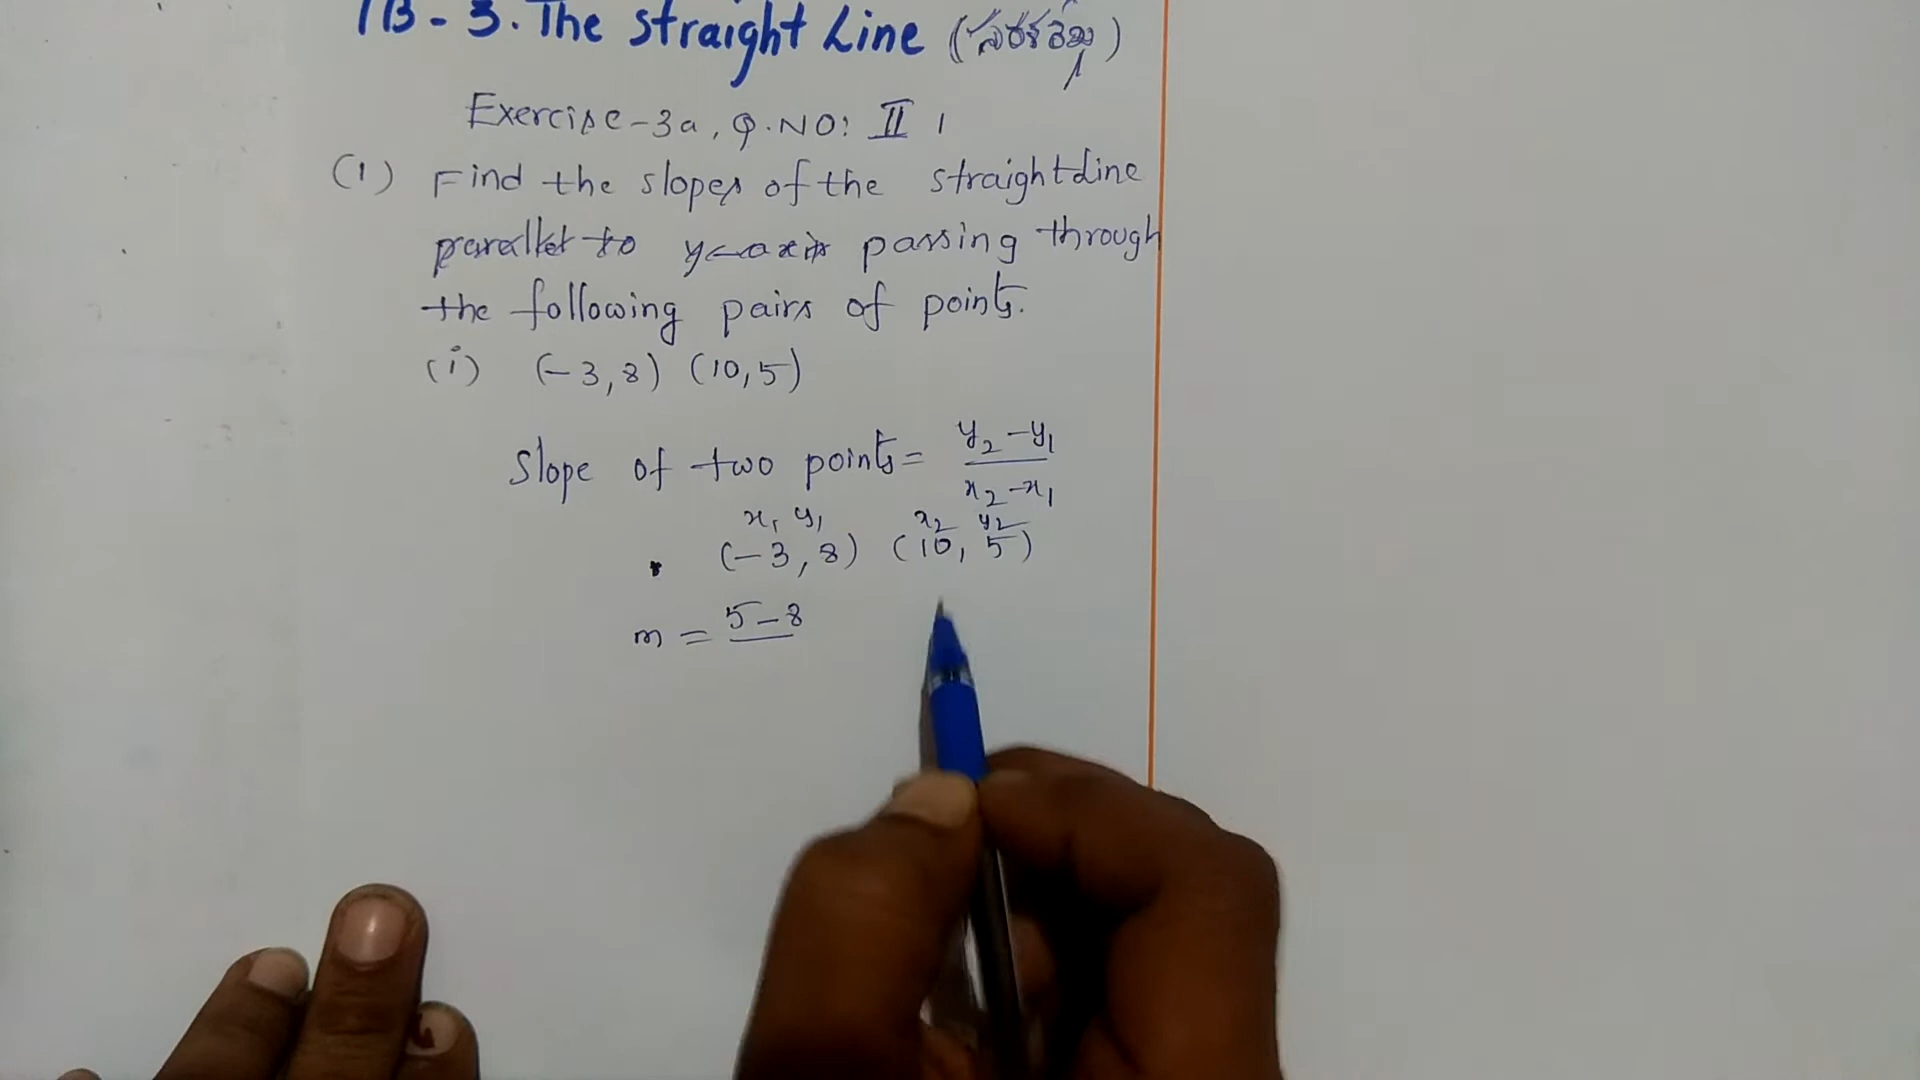 1B - 3. The Straight Line (సరళరేఖ)
Exercise-3a, Q.NO: II 1
(1) Find the slopes of the straight Line
parallel to y-axis passing through
the following pairs of points.
(i) (-3,8) (10,5)
Slope of two points = y₂-y₁
x₂-x₁
x₁ y₁ x₂ y₂
(-3,8) (10,5)
m = 5-8